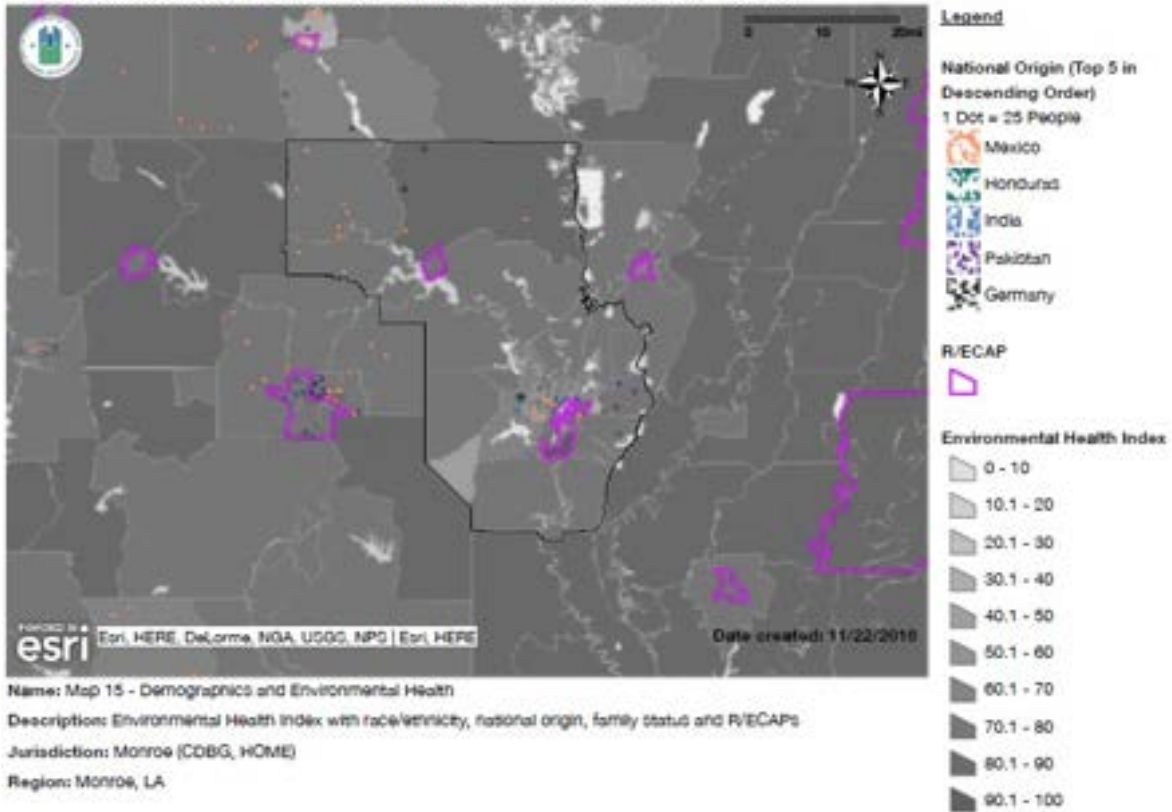 0 10 20mi
N
Date created: 11/22/2016
POWERED BY
esri
Esri, HERE, DeLorme, NGA, USGS, NPS | Esri, HERE
Name: Map 15 - Demographics and Environmental Health
Description: Environmental Health Index with race/ethnicity, national origin, family status and R/ECAPs
Jurisdiction: Monroe (CDBG, HOME)
Region: Monroe, LA
Legend
National Origin (Top 5 in
Descending Order)
1 Dot = 25 People
Mexico
Honduras
India
Pakistan
Germany
R/ECAP
Environmental Health Index
0 - 10
10.1 - 20
20.1 - 30
30.1 - 40
40.1 - 50
50.1 - 60
60.1 - 70
70.1 - 80
80.1 - 90
90.1 - 100